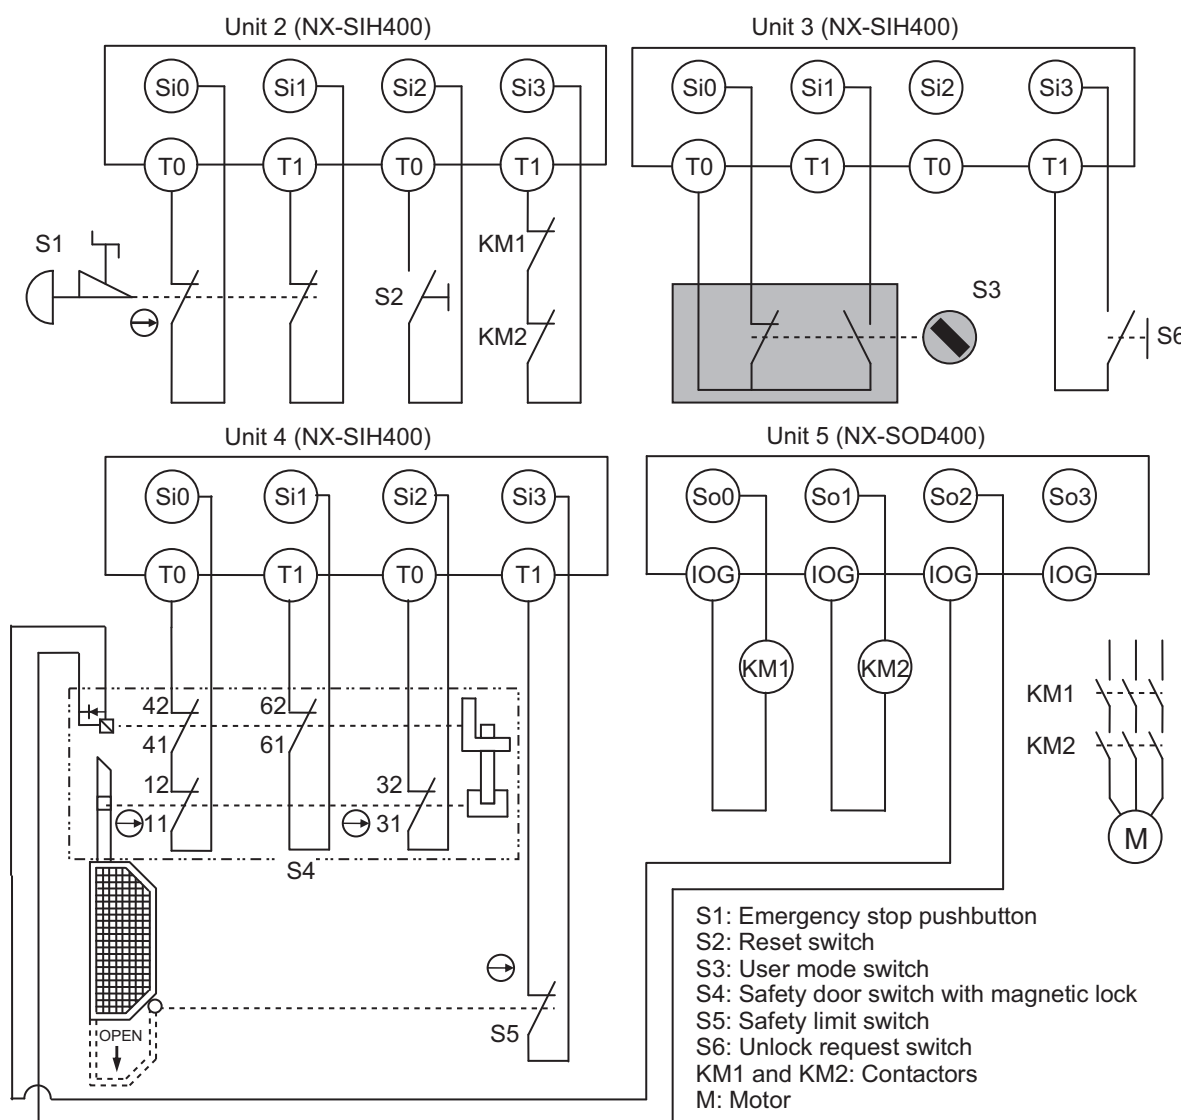 Unit 2 (NX-SIH400)
Si0 Si1 Si2 Si3
T0 T1 T0 T1
S1
S2
KM1
KM2
Unit 3 (NX-SIH400)
Si0 Si1 Si2 Si3
T0 T1 T0 T1
S3
S6
Unit 4 (NX-SIH400)
Si0 Si1 Si2 Si3
T0 T1 T0 T1
42 62
41 61
12 32
11 31
S4
OPEN
S5
Unit 5 (NX-SOD400)
So0 So1 So2 So3
IOG IOG IOG IOG
KM1 KM2
KM1
KM2
M
S1: Emergency stop pushbutton
S2: Reset switch
S3: User mode switch
S4: Safety door switch with magnetic lock
S5: Safety limit switch
S6: Unlock request switch
KM1 and KM2: Contactors
M: Motor